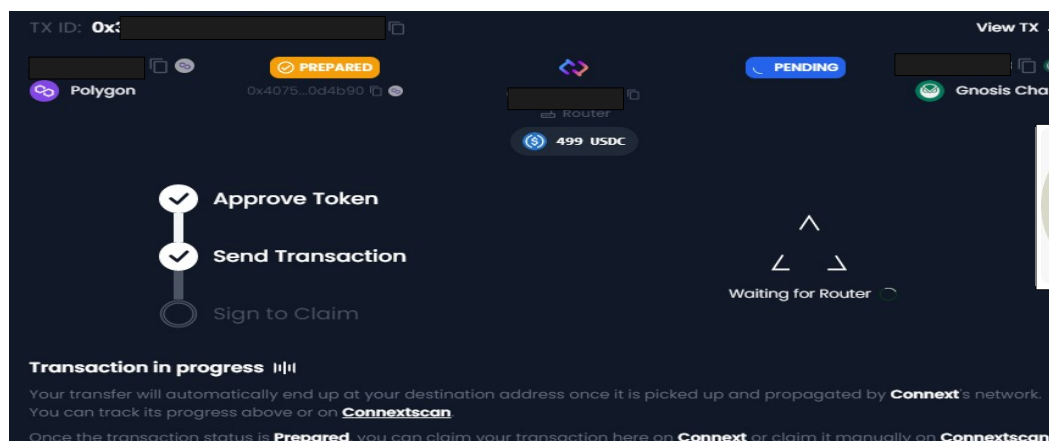 TX ID: 0x3
View TX
PREPARED
PENDING
Polygon
0x4075...0d4b90
Gnosis Cha
Router
499 USDC
Approve Token
Send Transaction
Waiting for Router
Sign to Claim
Transaction in progress
Your transfer will automatically end up at your destination address once it is picked up and propagated by Connext's network.
You can track its progress above or on Connextscan.
Once the transaction status is Prepared, you can claim your transaction here on Connext or claim it manually on Connextscan